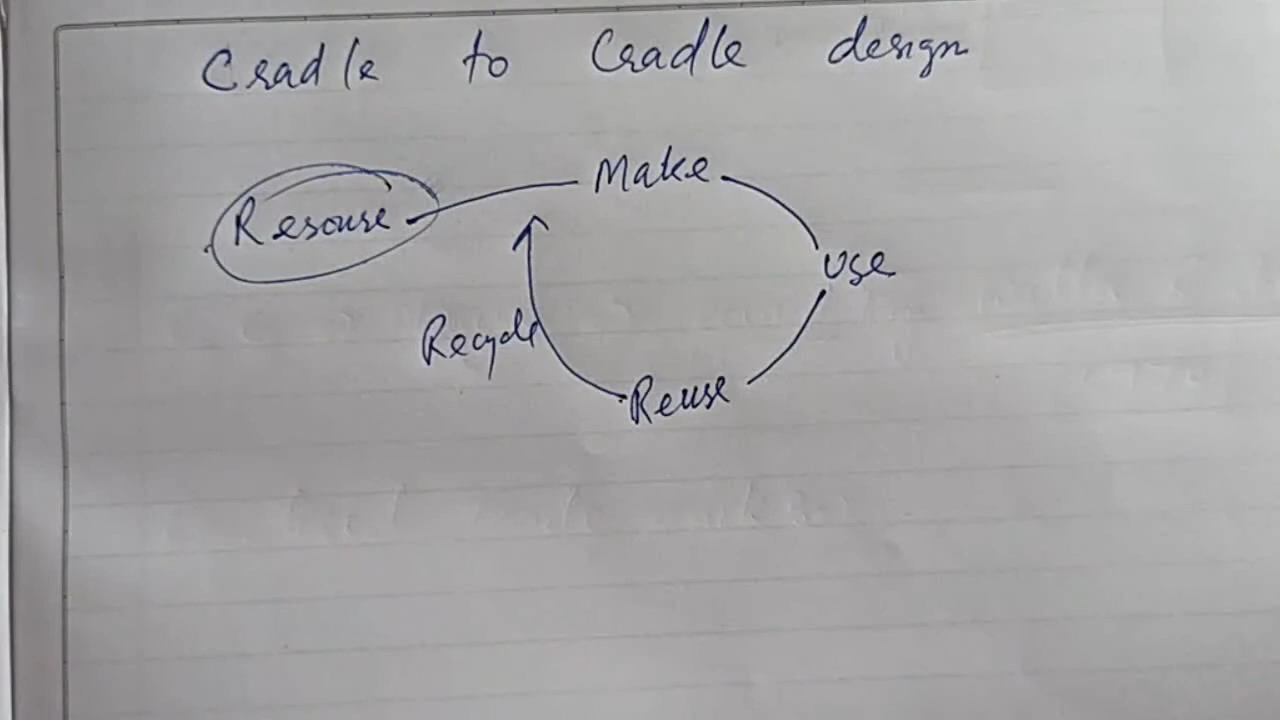 Cradle to Cradle design
Make
Resourse
Use
Recycle
Reuse